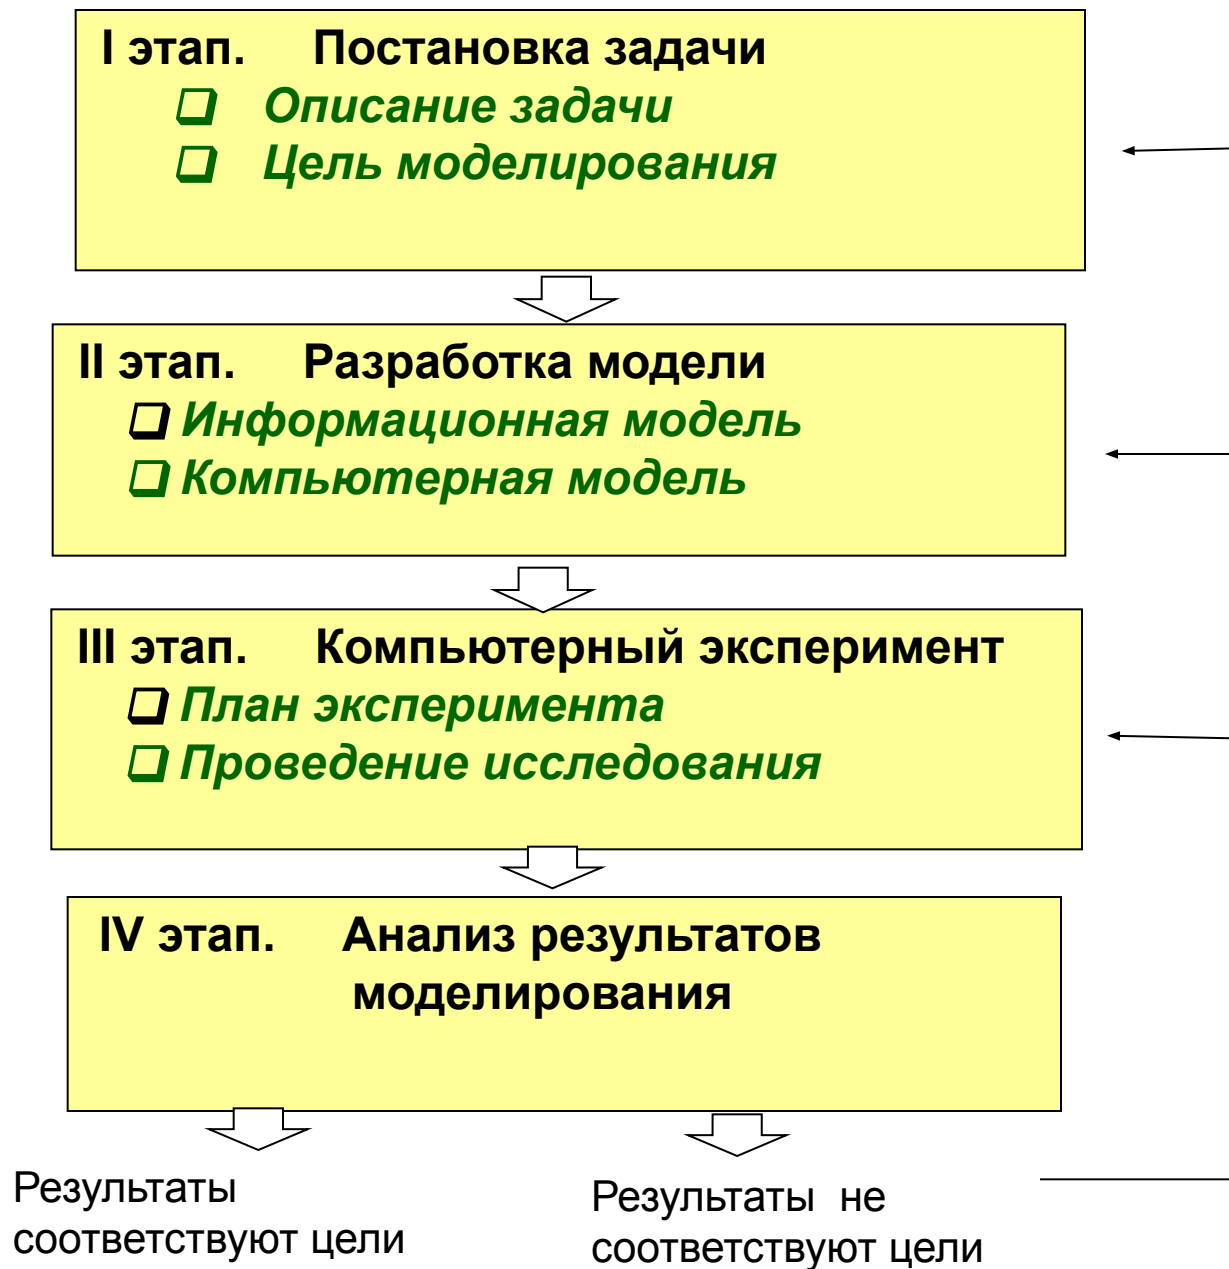 I этап. Постановка задачи
Описание задачи
Цель моделирования
II этап. Разработка модели
Информационная модель
Компьютерная модель
III этап. Компьютерный эксперимент
План эксперимента
Проведение исследования
IV этап. Анализ результатов
моделирования
Результаты
соответствуют цели
Результаты не
соответствуют цели